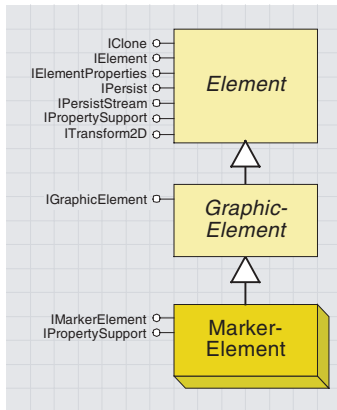 IClone
IElement
IElementProperties
IPersist
IPersistStream
IPropertySupport
ITransform2D
Element
IGraphicElement
Graphic-
Element
IMarkerElement
IPropertySupport
Marker-
Element